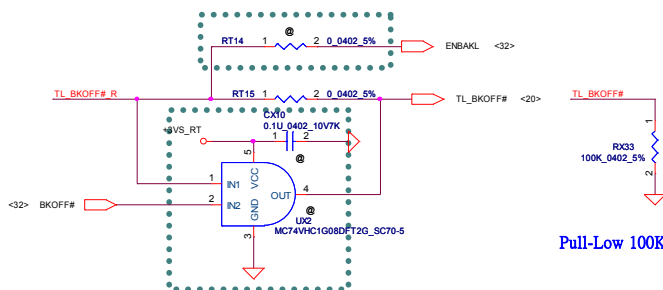 @
RT14 1 2 0_0402_5% ENBAKL <32>
TL_BKOFF#_R RT15 1 2 0_0402_5% TL_BKOFF# <20> TL_BKOFF#
CX10
0.1U_0402_10V7K
+3VS_RT 1 2
@
1
RX33
100K_0402_5%
2
5
1 IN1 VCC
OUT 4
<32> BKOFF# 2 IN2
GND
@
UX2
MC74VHC1G08DFT2G_SC70-5
3
Pull-Low 100K